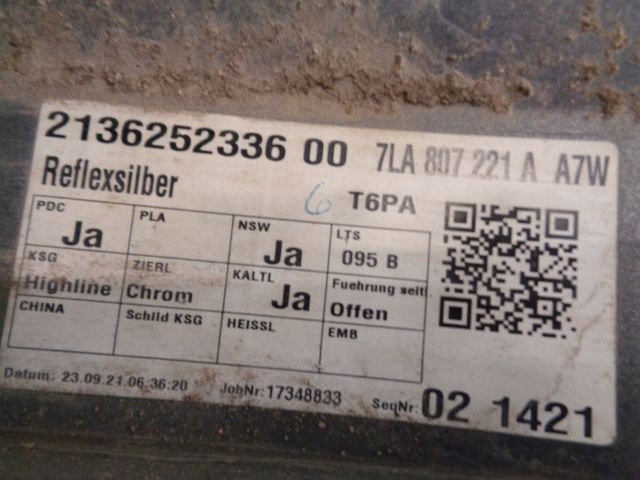 2136252336 00 7LA 807 221 A A7W
Reflexsilber 6 T6PA
PDC Ja PLA NSW Ja LTS 095 B
KSG Highline ZIERL Chrom KALTL Ja Fuehrung seitl Offen
CHINA Schild KSG HEISSL EMB
Datum: 23.09.21.06:36:20 JobNr:17348833 SeqNr: 02 1421